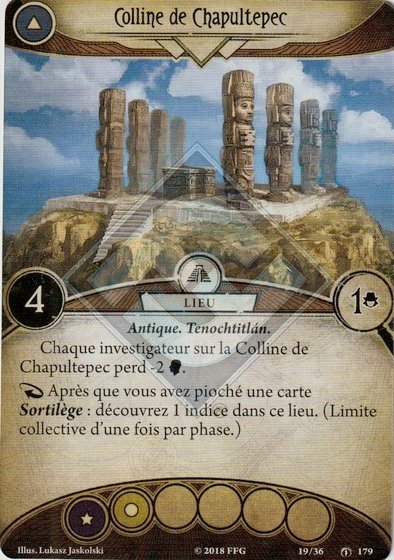 Colline de Chapultepec
4
1
LIEU
Antique. Tenochtitlán.
Chaque investigateur sur la Colline de
Chapultepec perd -2 .
Après que vous avez pioché une carte
Sortilège : découvrez 1 indice dans ce lieu. (Limite
collective d'une fois par phase.)
Illus. Lukasz Jaskolski
© 2018 FFG
19/36
179